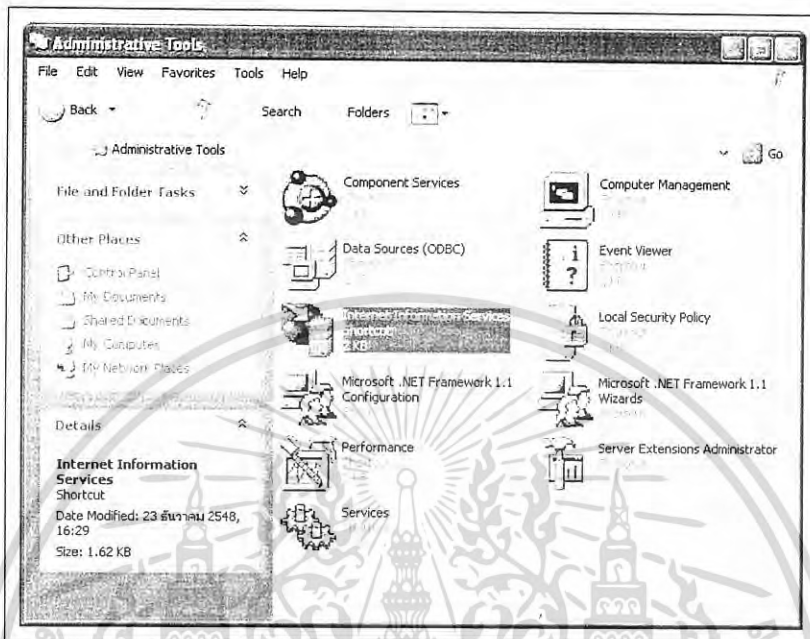 Administrative Tools
File Edit View Favorites Tools Help
Back Search Folders
Administrative Tools Go
File and Folder Tasks
Other Places
Control Panel
My Documents
Shared Documents
My Computer
My Network Places
Details
Internet Information
Services
Shortcut
Date Modified: 23 ธันวาคม 2548,
16:29
Size: 1.62 KB
Component Services
Computer Management
Data Sources (ODBC)
Event Viewer
Internet Information Services
Shortcut
2 KB
Local Security Policy
Microsoft .NET Framework 1.1
Configuration
Microsoft .NET Framework 1.1
Wizards
Performance
Server Extensions Administrator
Services